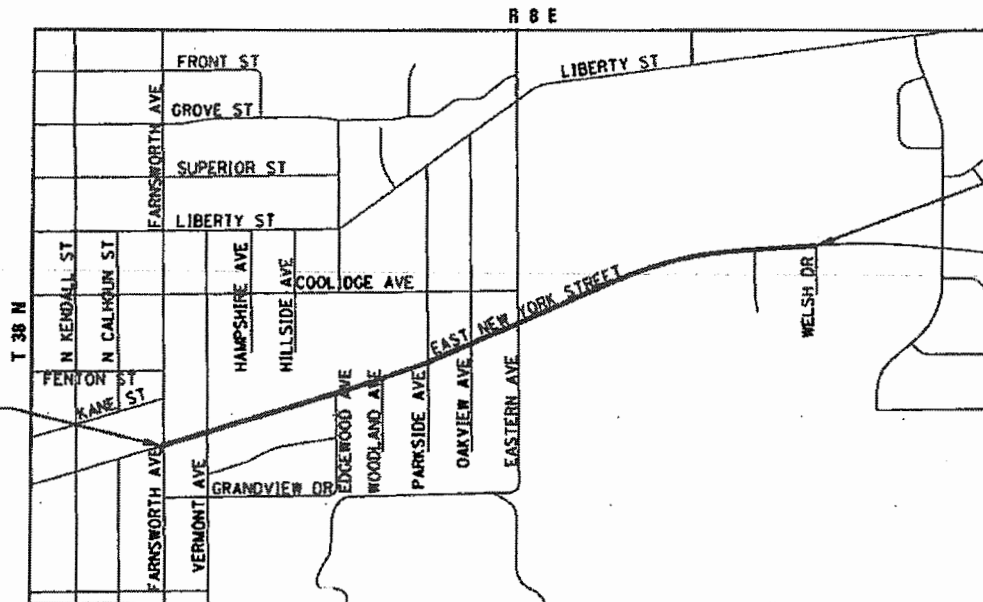 R 8 E
FRONT ST
LIBERTY ST
GROVE ST
FARNSWORTH AVE
SUPERIOR ST
LIBERTY ST
N KENDALL ST
N CALHOUN ST
HAMPSHIRE AVE
HILLSIDE AVE
COOLIDGE AVE
EAST NEW YORK STREET
WELSH DR
T 38 N
FENTON ST
KANE ST
EDGEWOOD AVE
WOODLAND AVE
PARKSIDE AVE
OAKVIEW AVE
EASTERN AVE
FARNSWORTH AVE
VERMONT AVE
GRANDVIEW DR